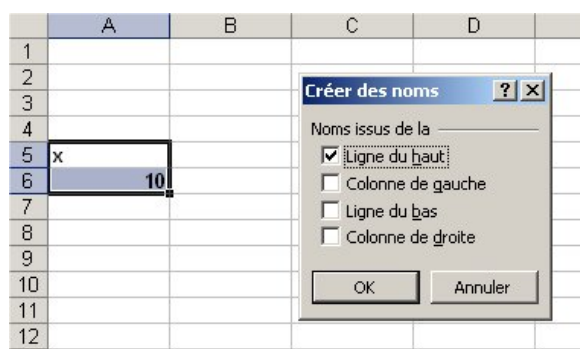 A B C D
1
2
3
4
5 x
6 10
7
8
9
10
11
12
Créer des noms ? X
Noms issus de la
Ligne du haut
Colonne de gauche
Ligne du bas
Colonne de droite
OK Annuler